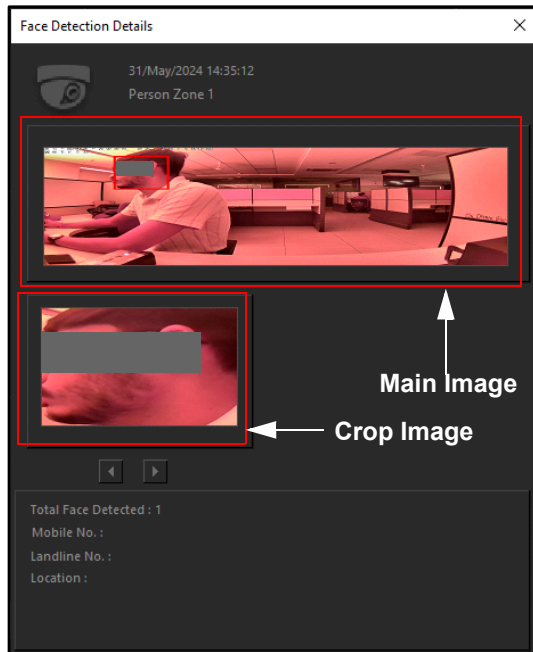 Face Detection Details
31/May/2024 14:35:12
Person Zone 1
Main Image
Crop Image
Total Face Detected : 1
Mobile No. :
Landline No. :
Location :